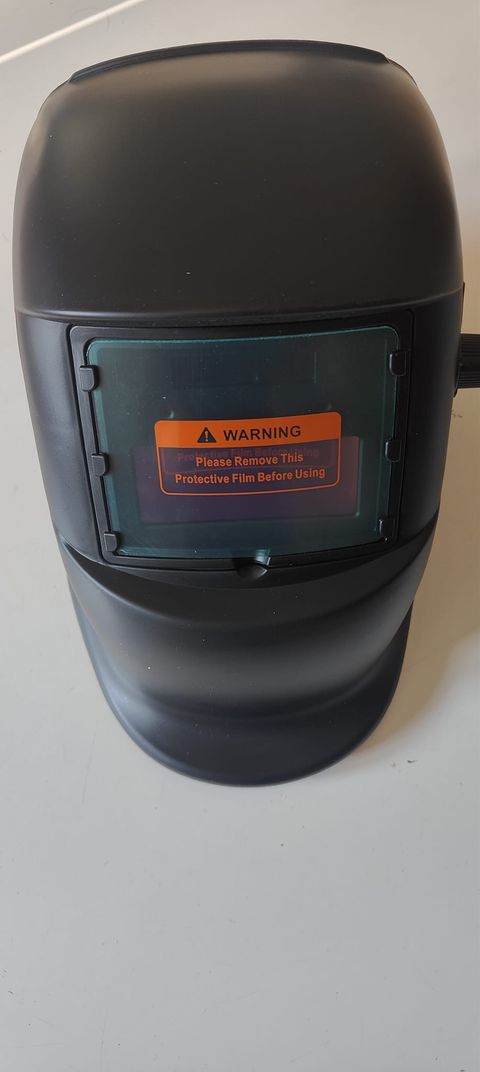 WARNING
Please Remove This
Protective Film Before Using